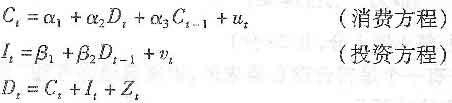 Cₜ = α₁ + α₂Dₜ + α₃Cₜ₋₁ + uₜ （消费方程）
Iₜ = β₁ + β₂Dₜ₋₁ + vₜ （投资方程）
Dₜ = Cₜ + Iₜ + Zₜ